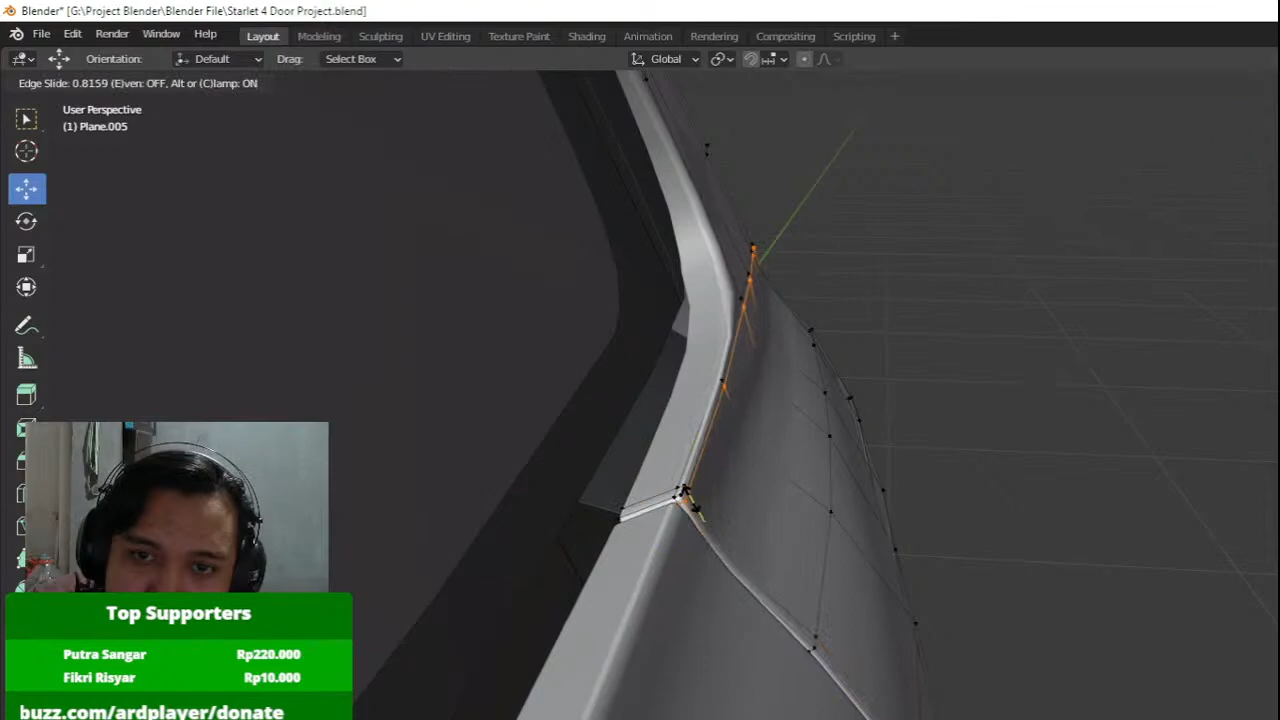 Blender* [G:\Project Blender\Blender File\Starlet 4 Door Project.blend]
File Edit Render Window Help
Layout Modeling Sculpting UV Editing Texture Paint Shading Animation Rendering Compositing Scripting +
Orientation: Default Drag: Select Box Global
Edge Slide: 0.8159 (E)ven: OFF, Alt or (C)lamp: ON
User Perspective
(1) Plane.005
Top Supporters
Putra Sangar Rp220.000
Fikri Risyar Rp10.000
buzz.com/ardplayer/donate